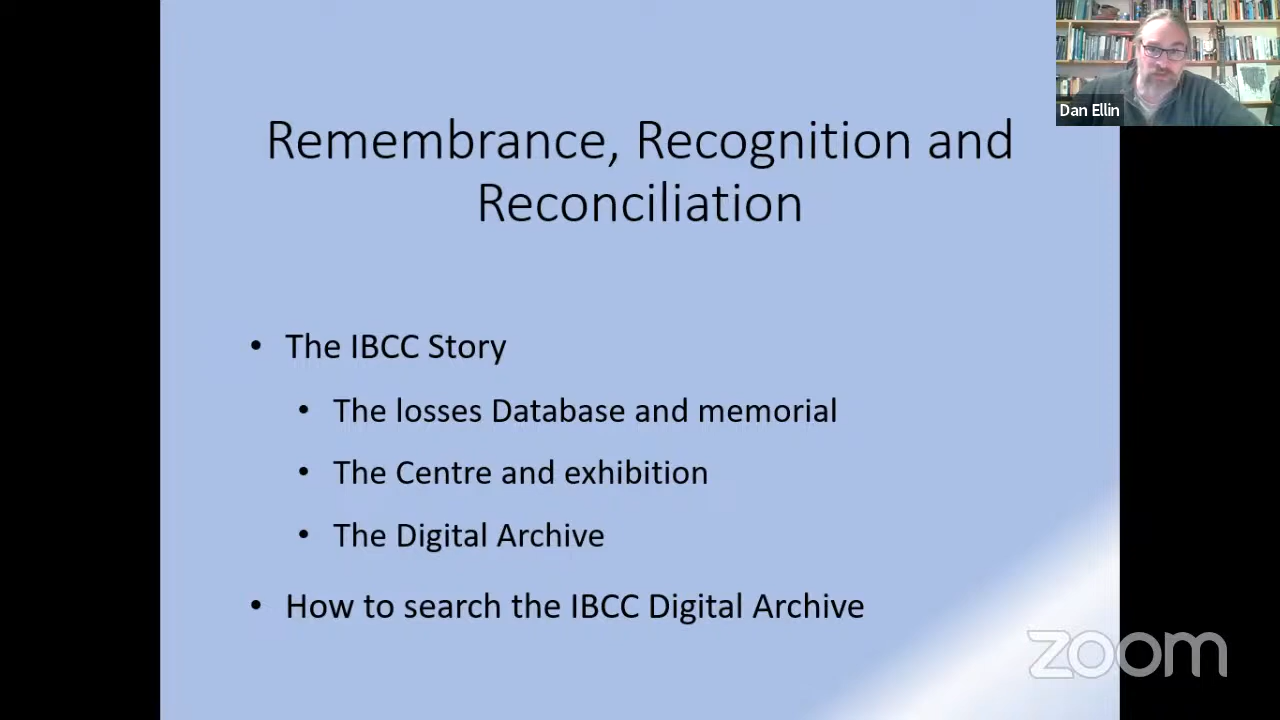 Dan Ellin
Remembrance, Recognition and
Reconciliation
• The IBCC Story
• The losses Database and memorial
• The Centre and exhibition
• The Digital Archive
• How to search the IBCC Digital Archive
zoom